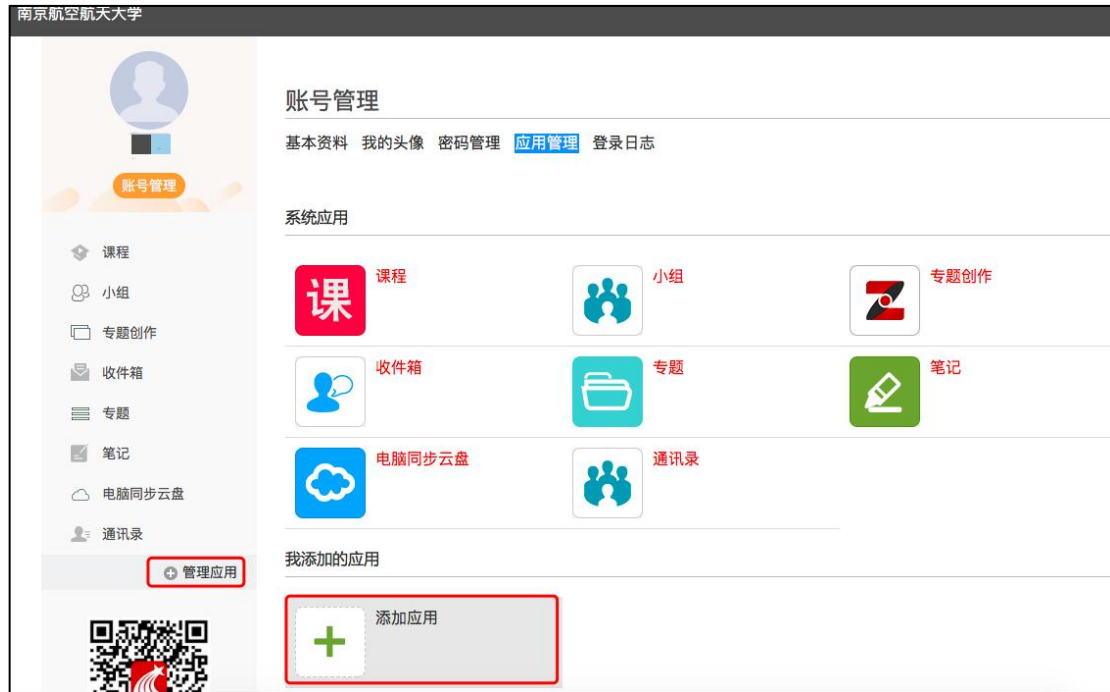 南京航空航天大学
账号管理
课程
小组
专题创作
收件箱
专题
笔记
电脑同步云盘
通讯录
管理应用
账号管理
基本资料 我的头像 密码管理 应用管理 登录日志
系统应用
课 课程 小组 专题创作
收件箱 专题 笔记
电脑同步云盘 通讯录
我添加的应用
添加应用